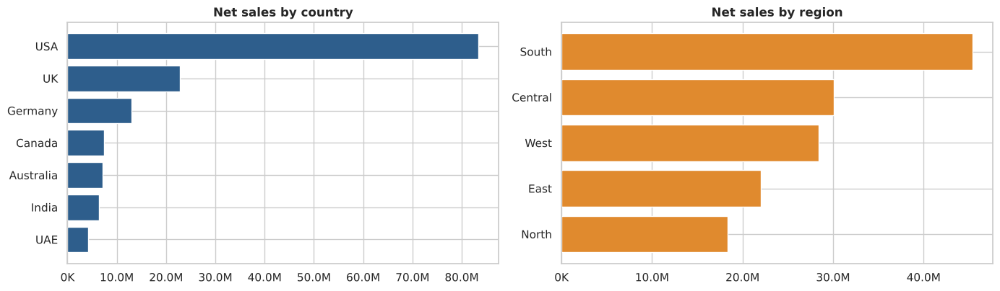 Net sales by country
USA
UK
Germany
Canada
Australia
India
UAE
0K 10.0M 20.0M 30.0M 40.0M 50.0M 60.0M 70.0M 80.0M
Net sales by region
South
Central
West
East
North
0K 10.0M 20.0M 30.0M 40.0M